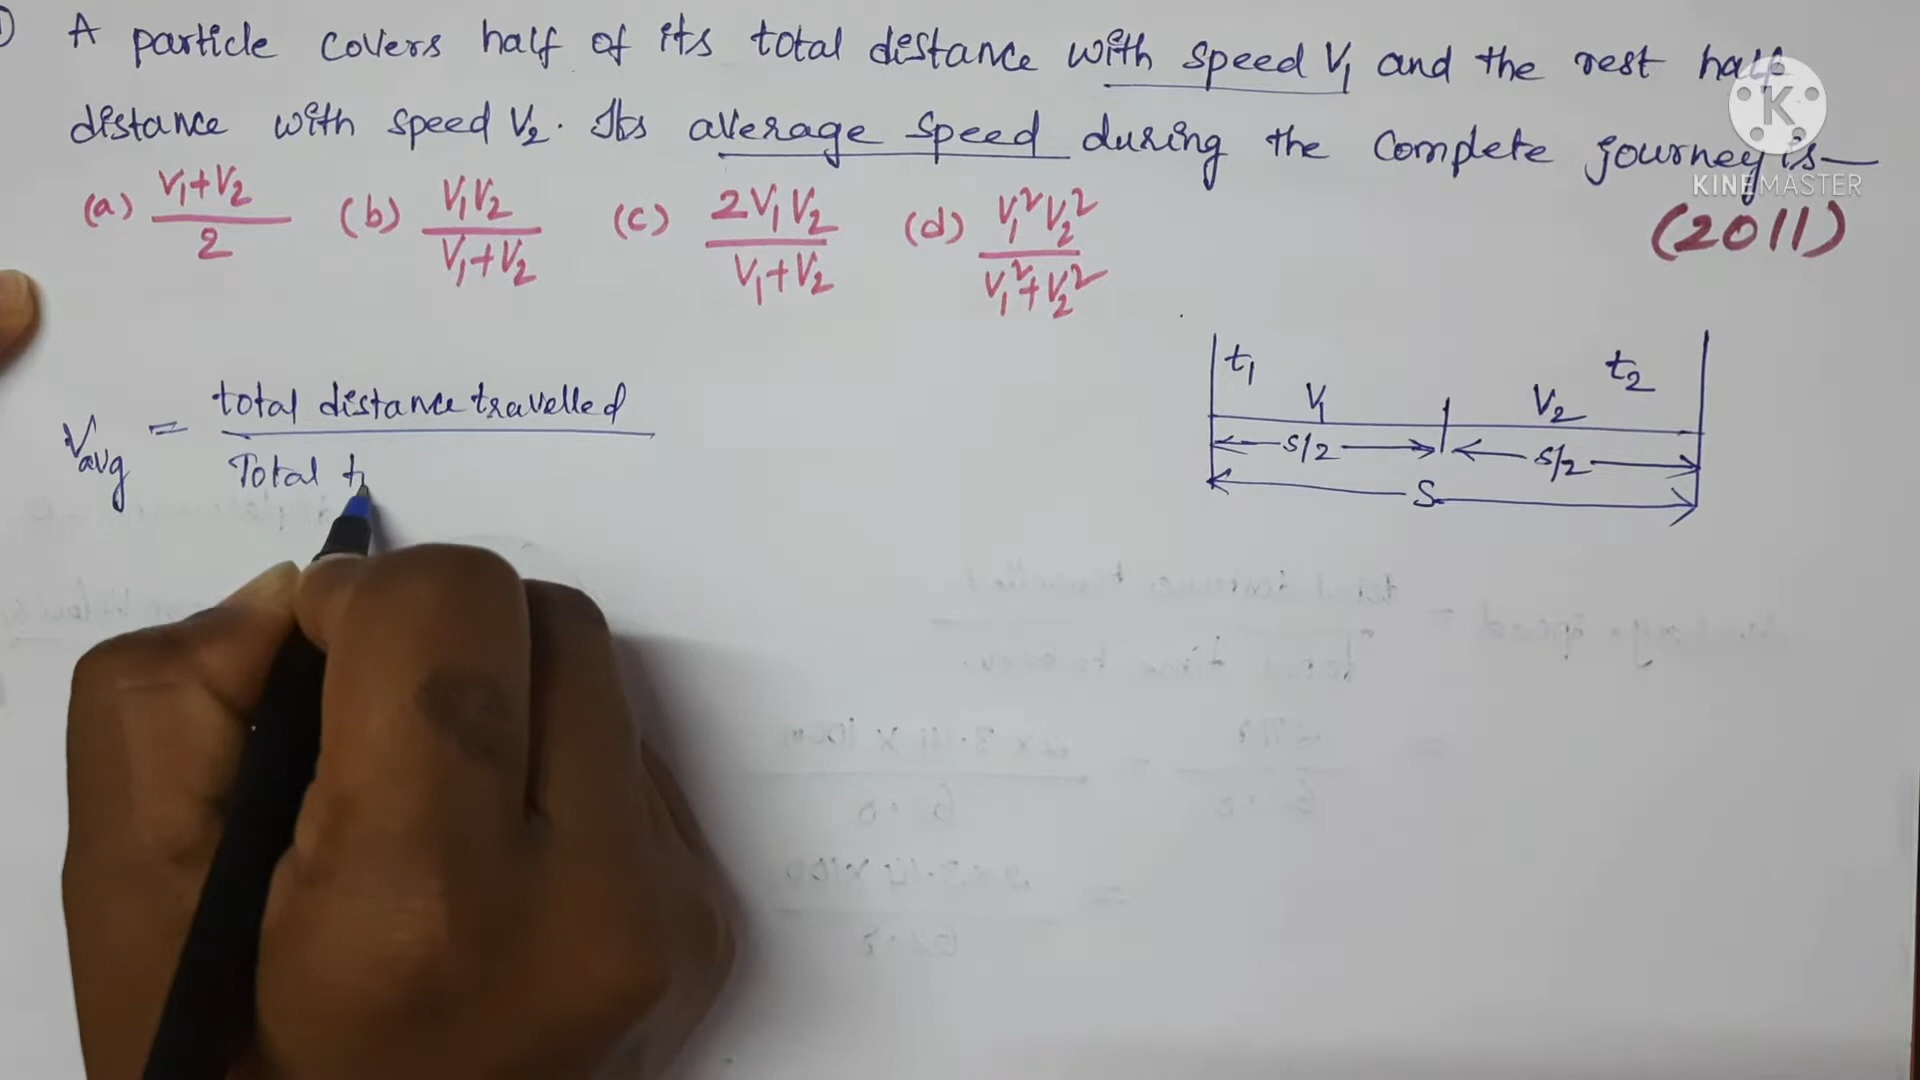 A particle covers half of its total distance with speed V₁ and the rest half
distance with speed V₂. Its average speed during the complete journey is—
(a) V₁+V₂/2 (b) V₁V₂/V₁+V₂ (c) 2V₁V₂/V₁+V₂ (d) V₁²V₂²/V₁²+V₂²
(2011)
K
KINEMASTER
t₁ t₂
V₁ V₂
S/2 S/2
S
Vavg = total distance travelled
Total t